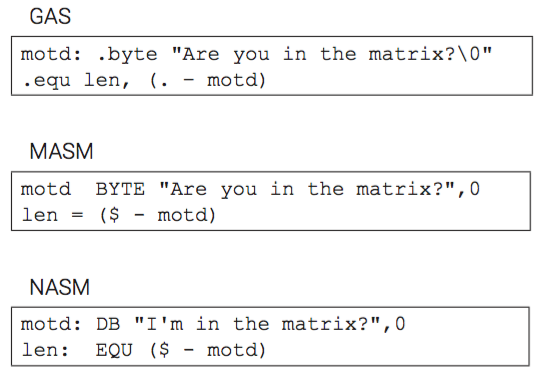 GAS
motd: .byte "Are you in the matrix?\0"
.equ len, (. - motd)
MASM
motd  BYTE "Are you in the matrix?",0
len = ($ - motd)
NASM
motd: DB "I'm in the matrix?",0
len:  EQU ($ - motd)